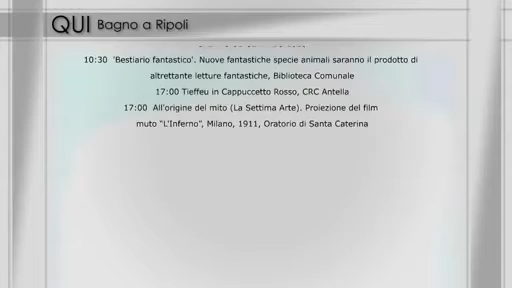 QUI Bagno a Ripoli
10:30 'Bestiario fantastico'. Nuove fantastiche specie animali saranno il prodotto di
altrettante letture fantastiche, Biblioteca Comunale
17:00 Tieffeu in Cappuccetto Rosso, CRC Antella
17:00 All'origine del mito (La Settima Arte). Proiezione del film
muto "L'Inferno", Milano, 1911, Oratorio di Santa Caterina